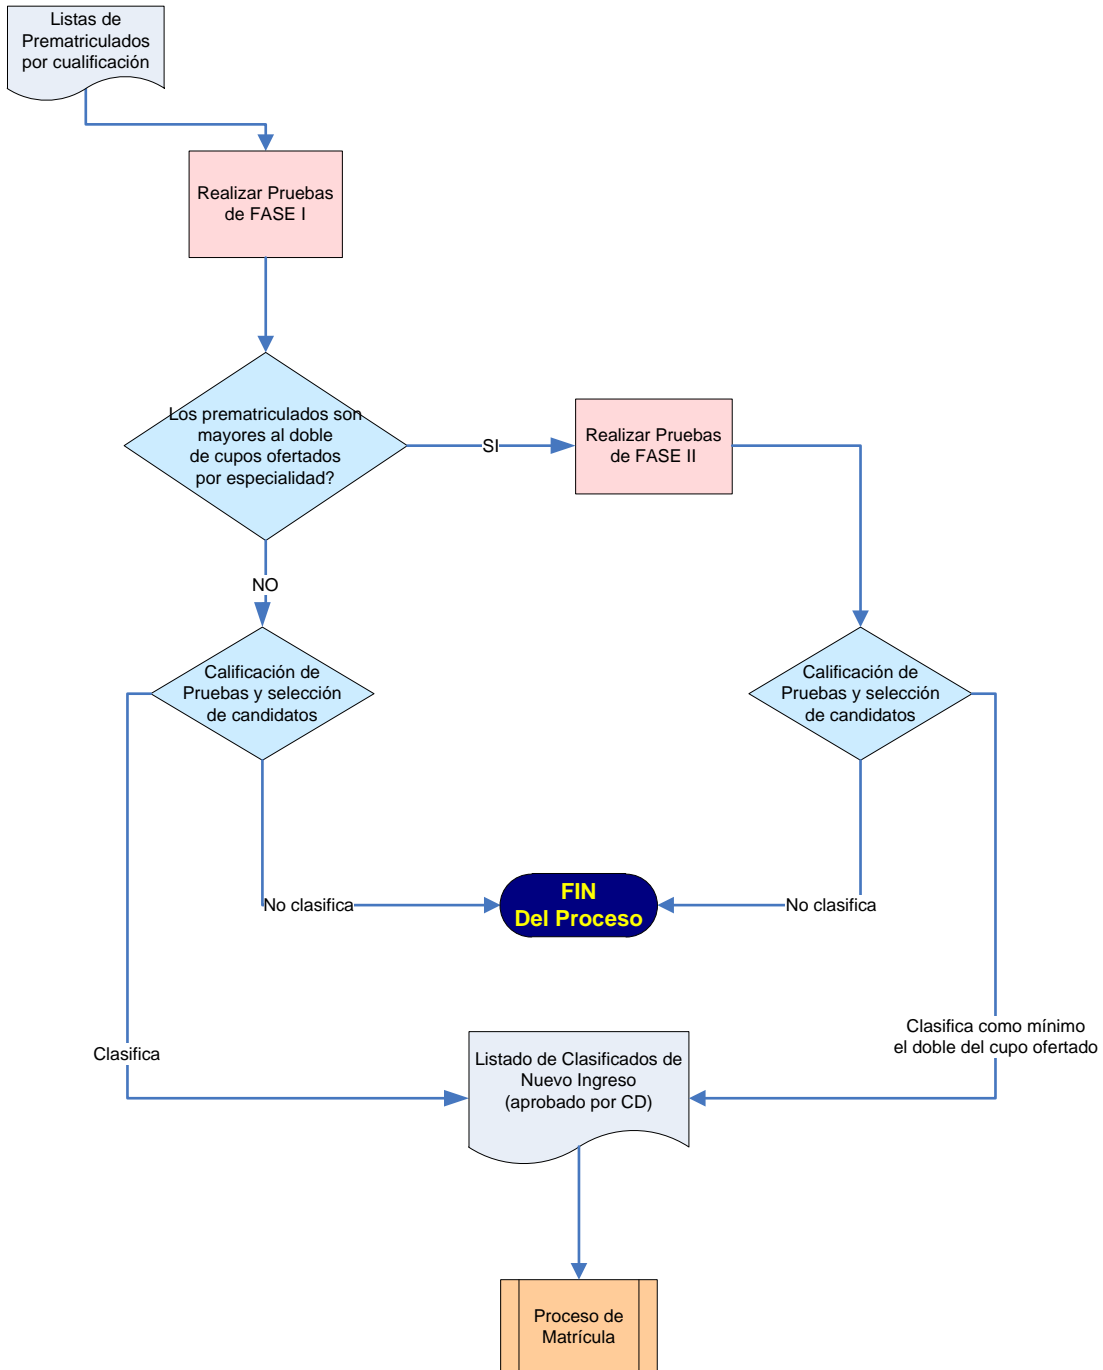 Listas de
Prematriculados
por cualificación
Realizar Pruebas
de FASE I
Los prematriculados son
mayores al doble
de cupos ofertados
por especialidad?
SI
Realizar Pruebas
de FASE II
NO
Calificación de
Pruebas y selección
de candidatos
Calificación de
Pruebas y selección
de candidatos
No clasifica
FIN
Del Proceso
No clasifica
Clasifica
Clasifica como mínimo
el doble del cupo ofertado
Listado de Clasificados de
Nuevo Ingreso
(aprobado por CD)
Proceso de
Matrícula